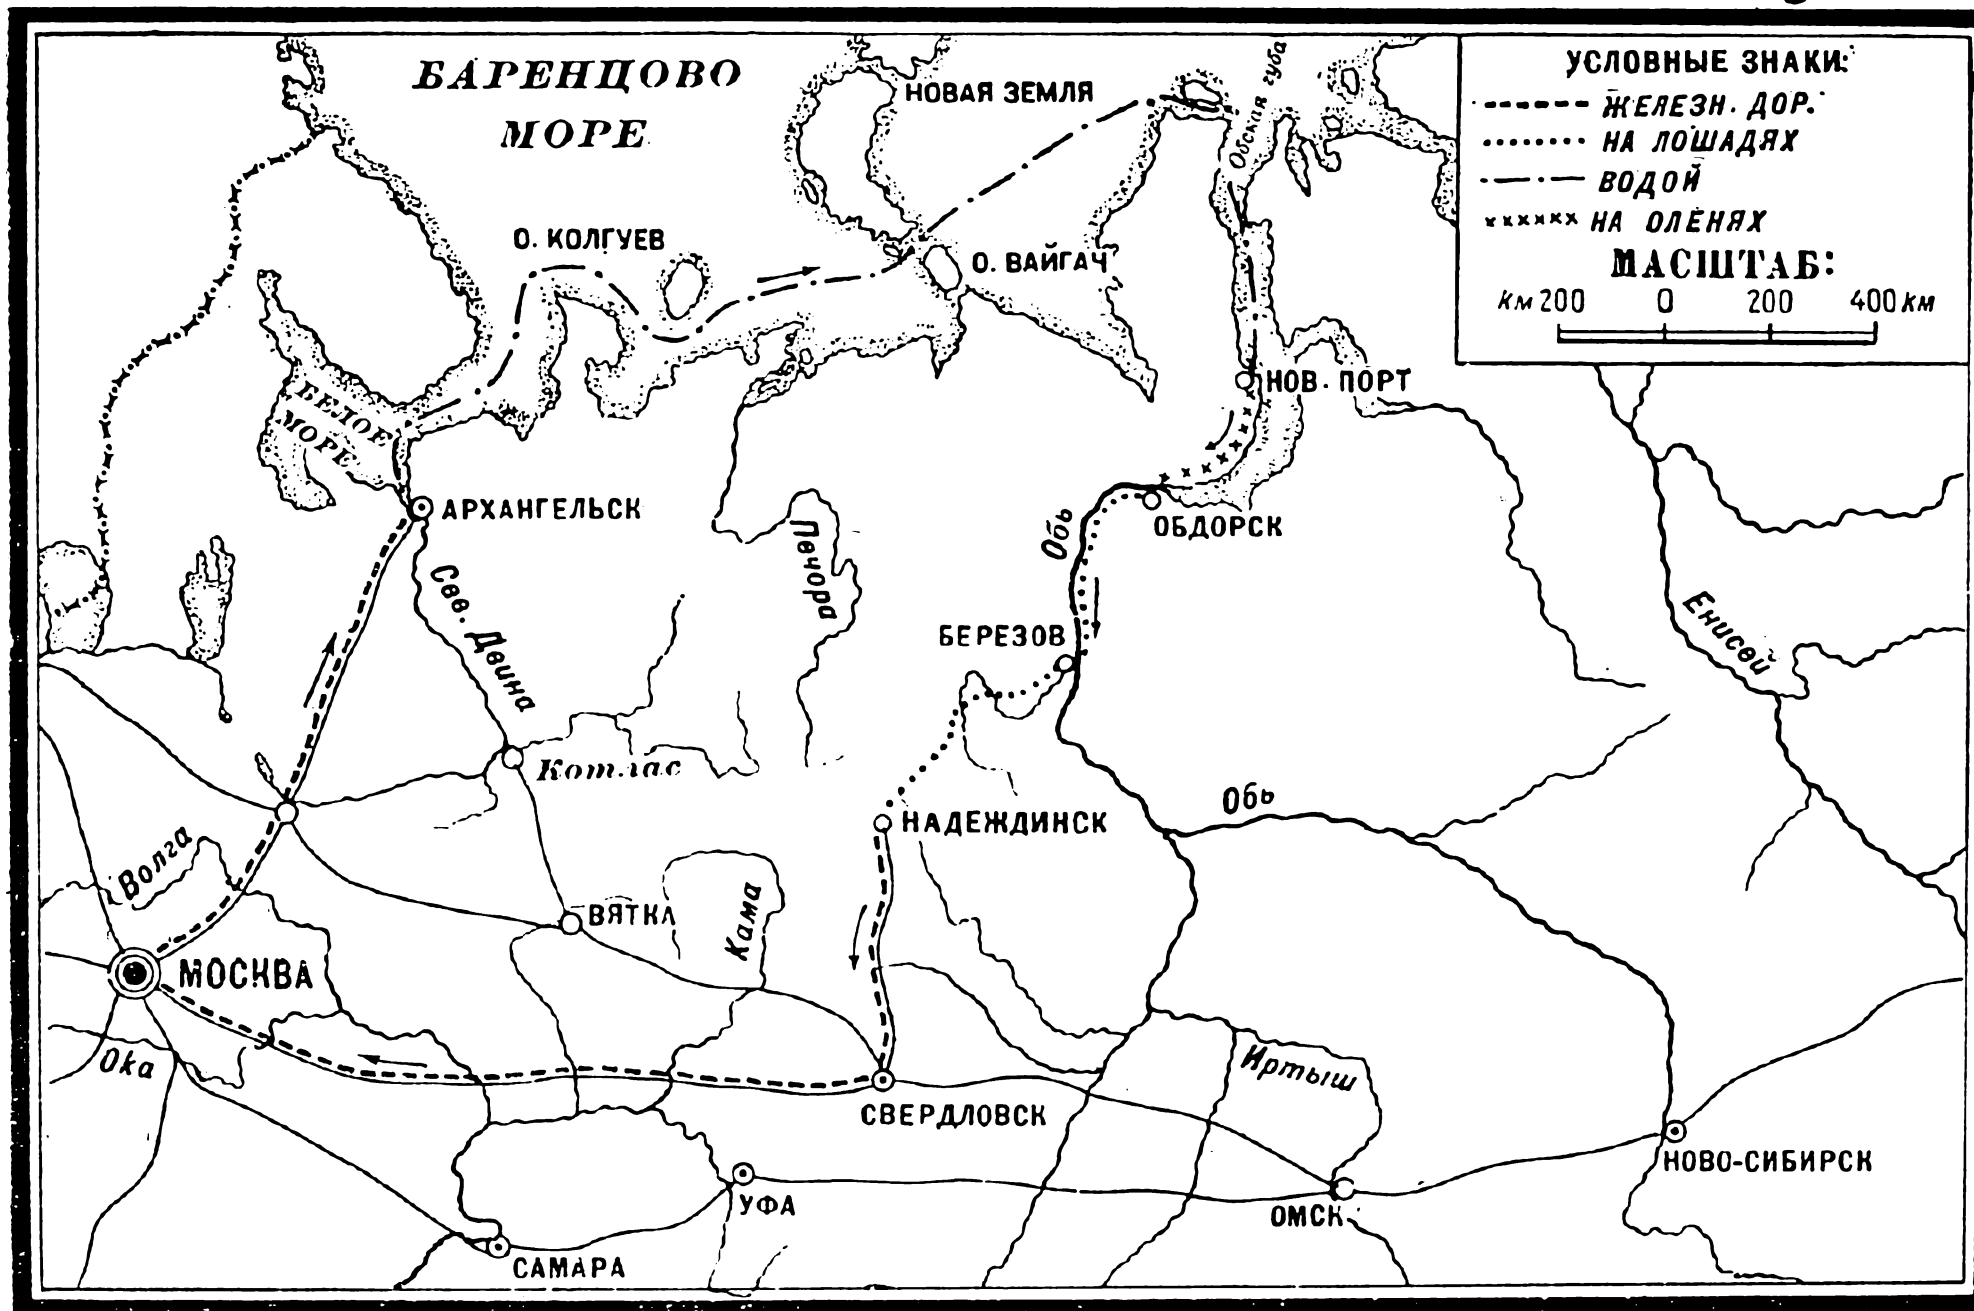 БАРЕНЦОВО
МОРЕ
НОВАЯ ЗЕМЛЯ
Обская губа
УСЛОВНЫЕ ЗНАКИ:
ЖЕЛЕЗН. ДОР.
НА ЛОШАДЯХ
ВОДОЙ
НА ОЛЕНЯХ
МАСШТАБ:
км 200 0 200 400 км
О. КОЛГУЕВ
О. ВАЙГАЧ
НОВ. ПОРТ
БЕЛОЕ
МОРЕ
АРХАНГЕЛЬСК
Печора
Обь
ОБДОРСК
Сев. Двина
БЕРЕЗОВ
Енисей
Котлас
Обь
НАДЕЖДИНСК
Волга
ВЯТКА
Кама
МОСКВА
Ока
Иртыш
СВЕРДЛОВСК
НОВО-СИБИРСК
УФА
ОМСК
САМАРА